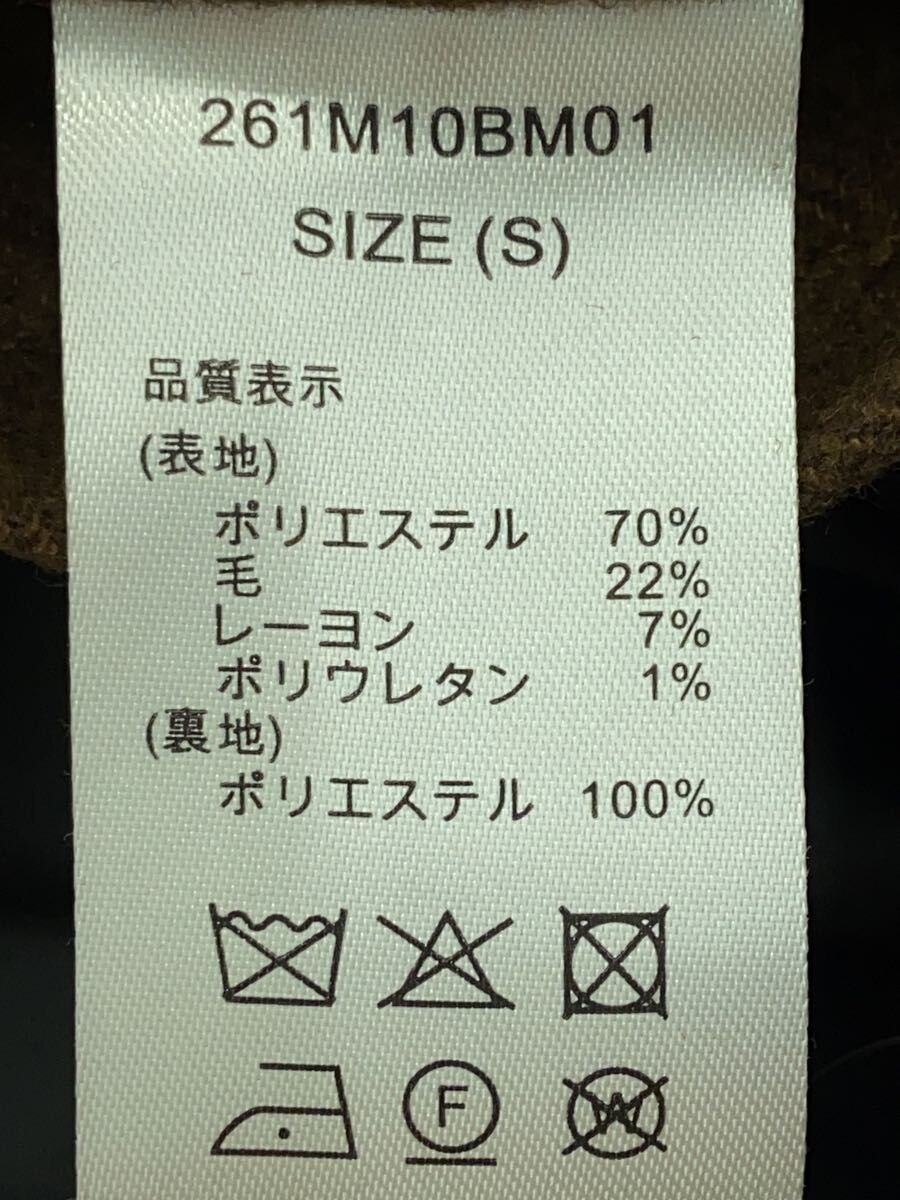 261M10BM01
SIZE (S)
品質表示
(表地)
ポリエステル 70%
毛 22%
レーヨン 7%
ポリウレタン 1%
(裏地)
ポリエステル 100%
F
W